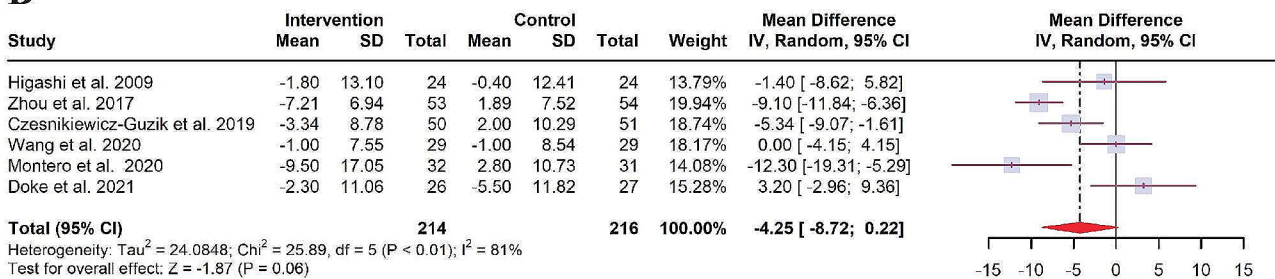 Intervention Control Mean Difference Mean Difference
Study Mean SD Total Mean SD Total Weight IV, Random, 95% CI IV, Random, 95% CI
Higashi et al. 2009 -1.80 13.10 24 -0.40 12.41 24 13.79% -1.40 [ -8.62; 5.82]
Zhou et al. 2017 -7.21 6.94 53 1.89 7.52 54 19.94% -9.10 [-11.84; -6.36]
Czesnikiewicz-Guzik et al. 2019 -3.34 8.78 50 2.00 10.29 51 18.74% -5.34 [ -9.07; -1.61]
Wang et al. 2020 -1.00 7.55 29 -1.00 8.54 29 18.17% 0.00 [ -4.15; 4.15]
Montero et al. 2020 -9.50 17.05 32 2.80 10.73 31 14.08% -12.30 [-19.31; -5.29]
Doke et al. 2021 -2.30 11.06 26 -5.50 11.82 27 15.28% 3.20 [ -2.96; 9.36]
Total (95% CI) 214 216 100.00% -4.25 [ -8.72; 0.22]
Heterogeneity: Tau² = 24.0848; Chi² = 25.89, df = 5 (P < 0.01); I² = 81%
Test for overall effect: Z = -1.87 (P = 0.06)
-15 -10 -5 0 5 10 15